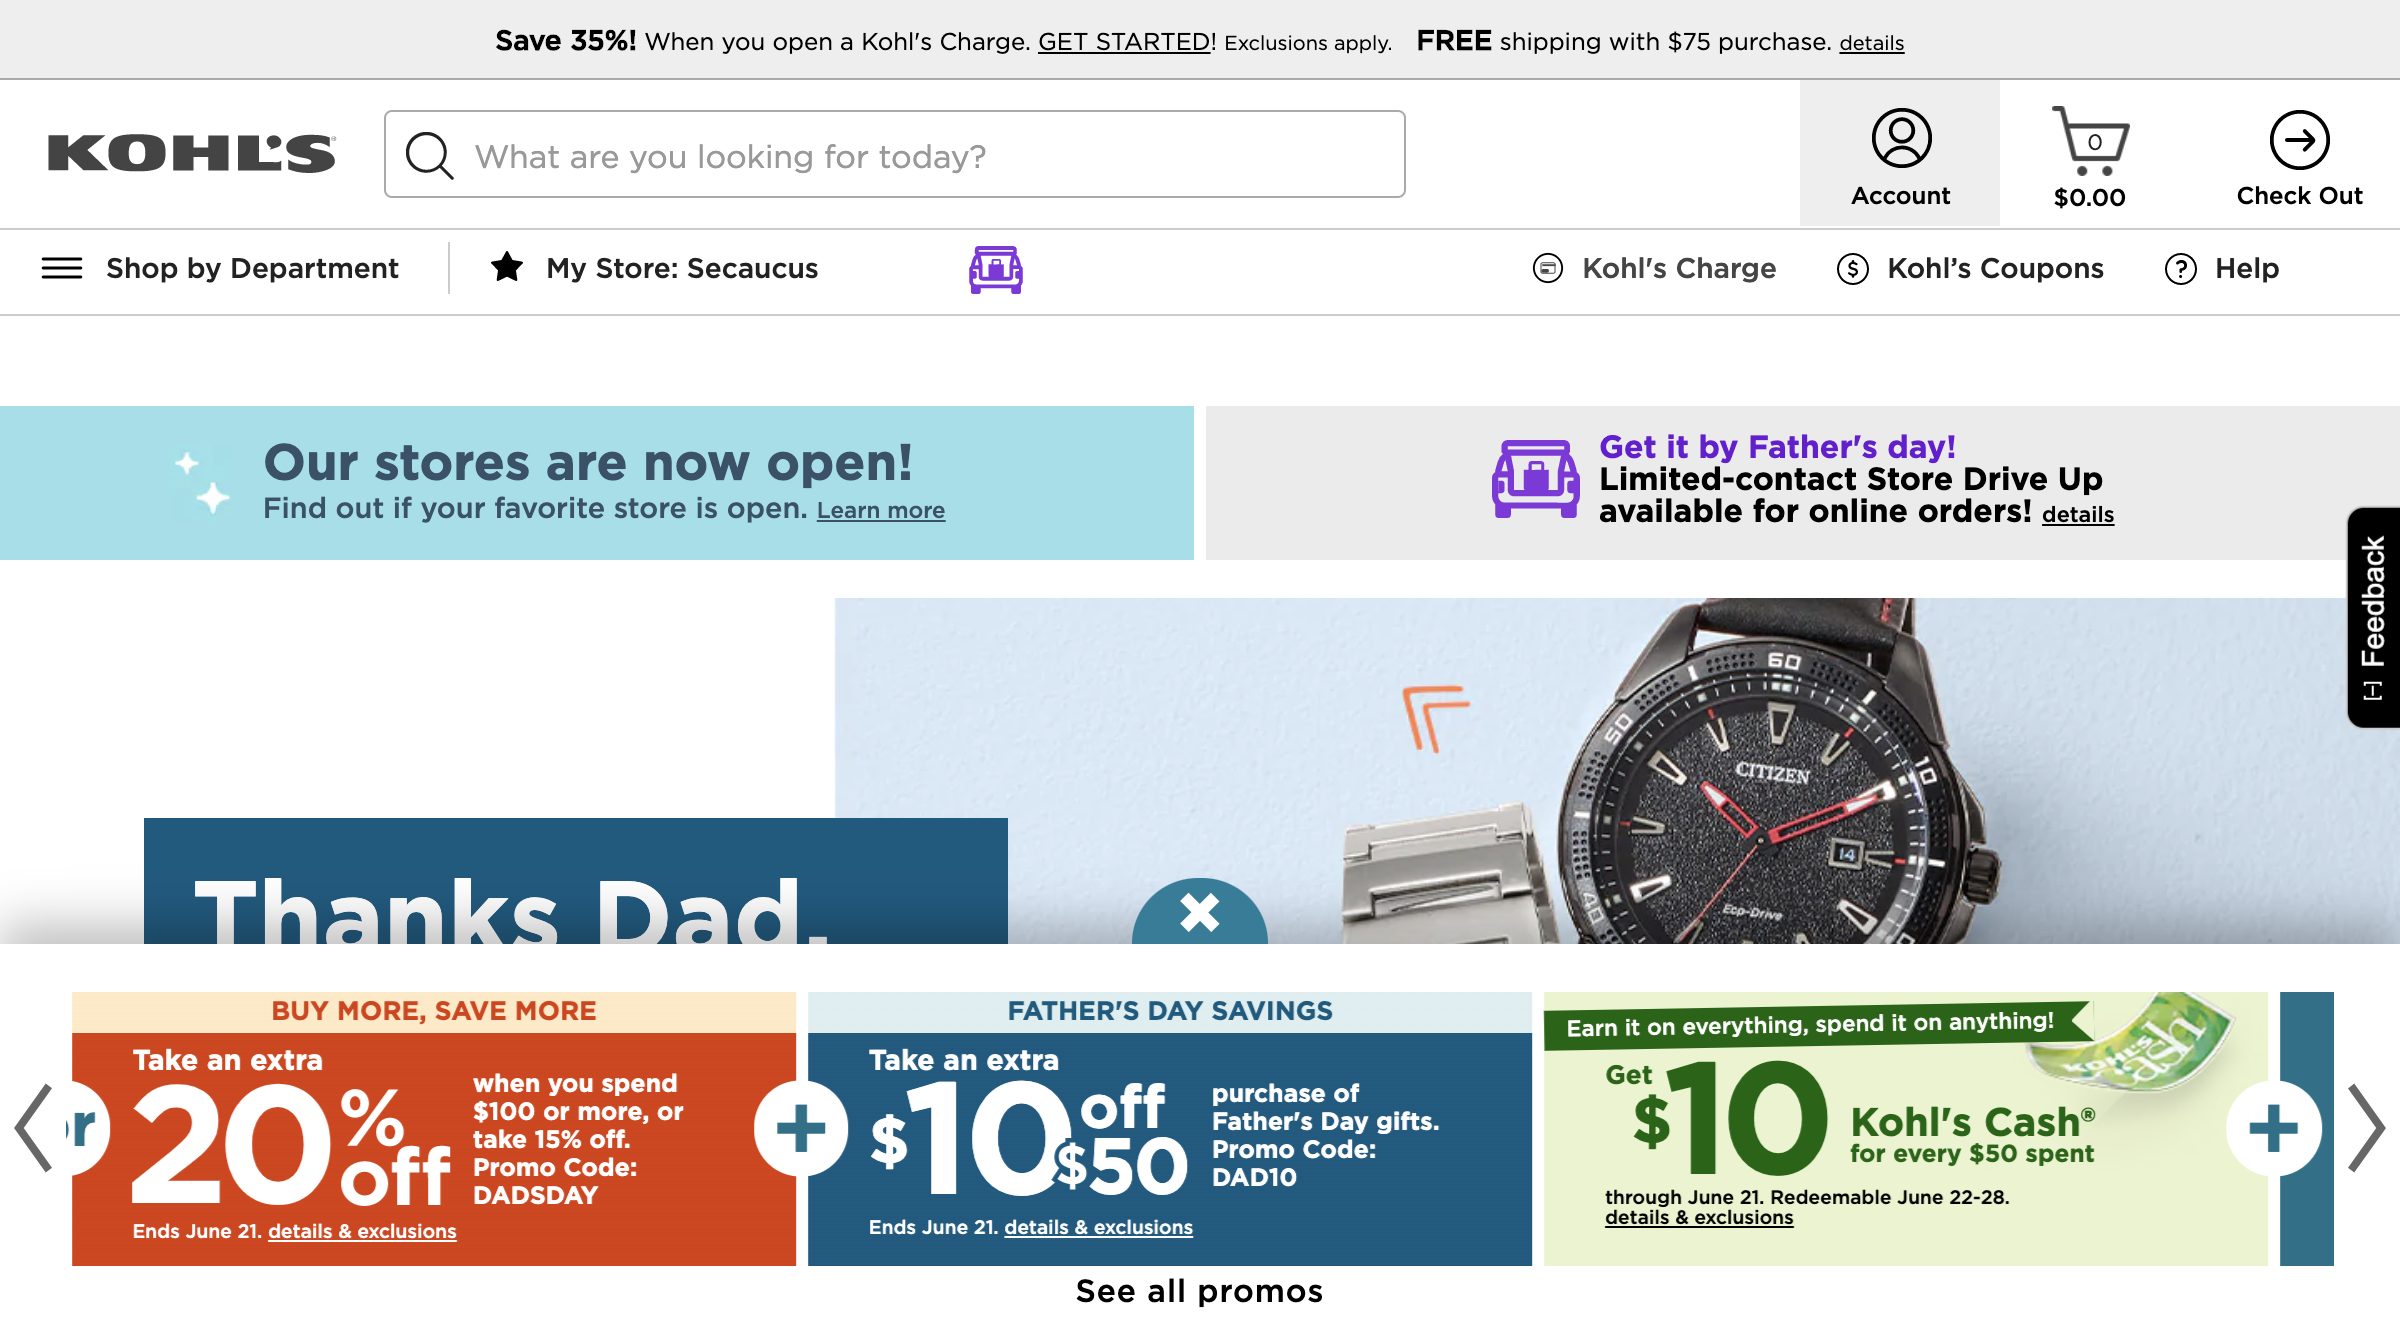 Save 35%! When you open a Kohl's Charge. GET STARTED! Exclusions apply. FREE shipping with $75 purchase. details
KOHL'S
What are you looking for today?
Account
0
$0.00
Check Out
Shop by Department
My Store: Secaucus
Kohl's Charge
Kohl’s Coupons
Help
Our stores are now open!
Find out if your favorite store is open. Learn more
Get it by Father's day!
Limited-contact Store Drive Up
available for online orders! details
[-] Feedback
60
50
10
40
CITIZEN
14
Eco-Drive
Thanks Dad.
BUY MORE, SAVE MORE
Take an extra
20% off
when you spend
$100 or more, or
take 15% off.
Promo Code:
DADSDAY
Ends June 21. details & exclusions
FATHER'S DAY SAVINGS
Take an extra
$10 off $50
purchase of
Father's Day gifts.
Promo Code:
DAD10
Ends June 21. details & exclusions
Earn it on everything, spend it on anything!
KOHL'S
cash
Get
$10
Kohl's Cash®
for every $50 spent
through June 21. Redeemable June 22-28.
details & exclusions
See all promos